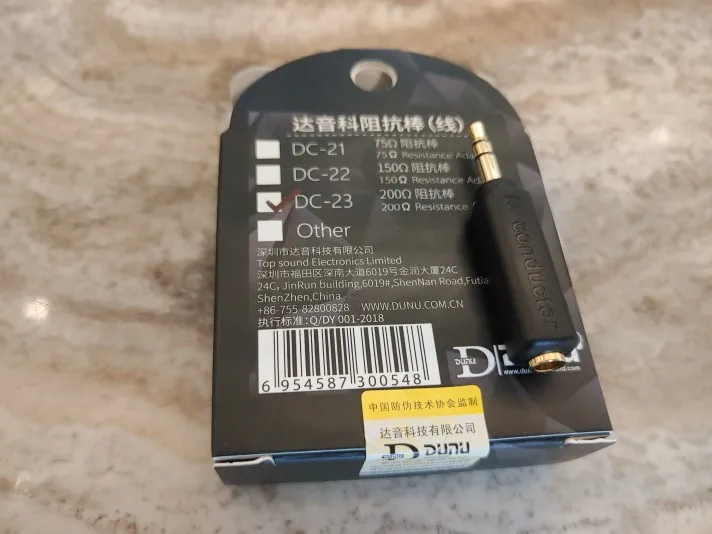 达音科阻抗棒(线)
DC-21 75Ω 阻抗棒
75Ω Resistance
DC-22 150Ω 阻抗棒
150Ω Resistance
DC-23 200Ω 阻抗棒
200Ω Resistance
Other
深圳市达音科技有限公司
Top sound Electronics Limited
深圳市福田区深南大道6019号金润大厦24C
24C, JinRun building,6019#,ShenNan Road,
ShenZhen,China
+86-755-82800828 WWW.DUNU.COM.CN
执行标准:Q/DY 001-2018
6 954587 300548
DUNU
中国防伪技术协会监制
达音科技有限公司
DUNU DUNU
Ω conductor